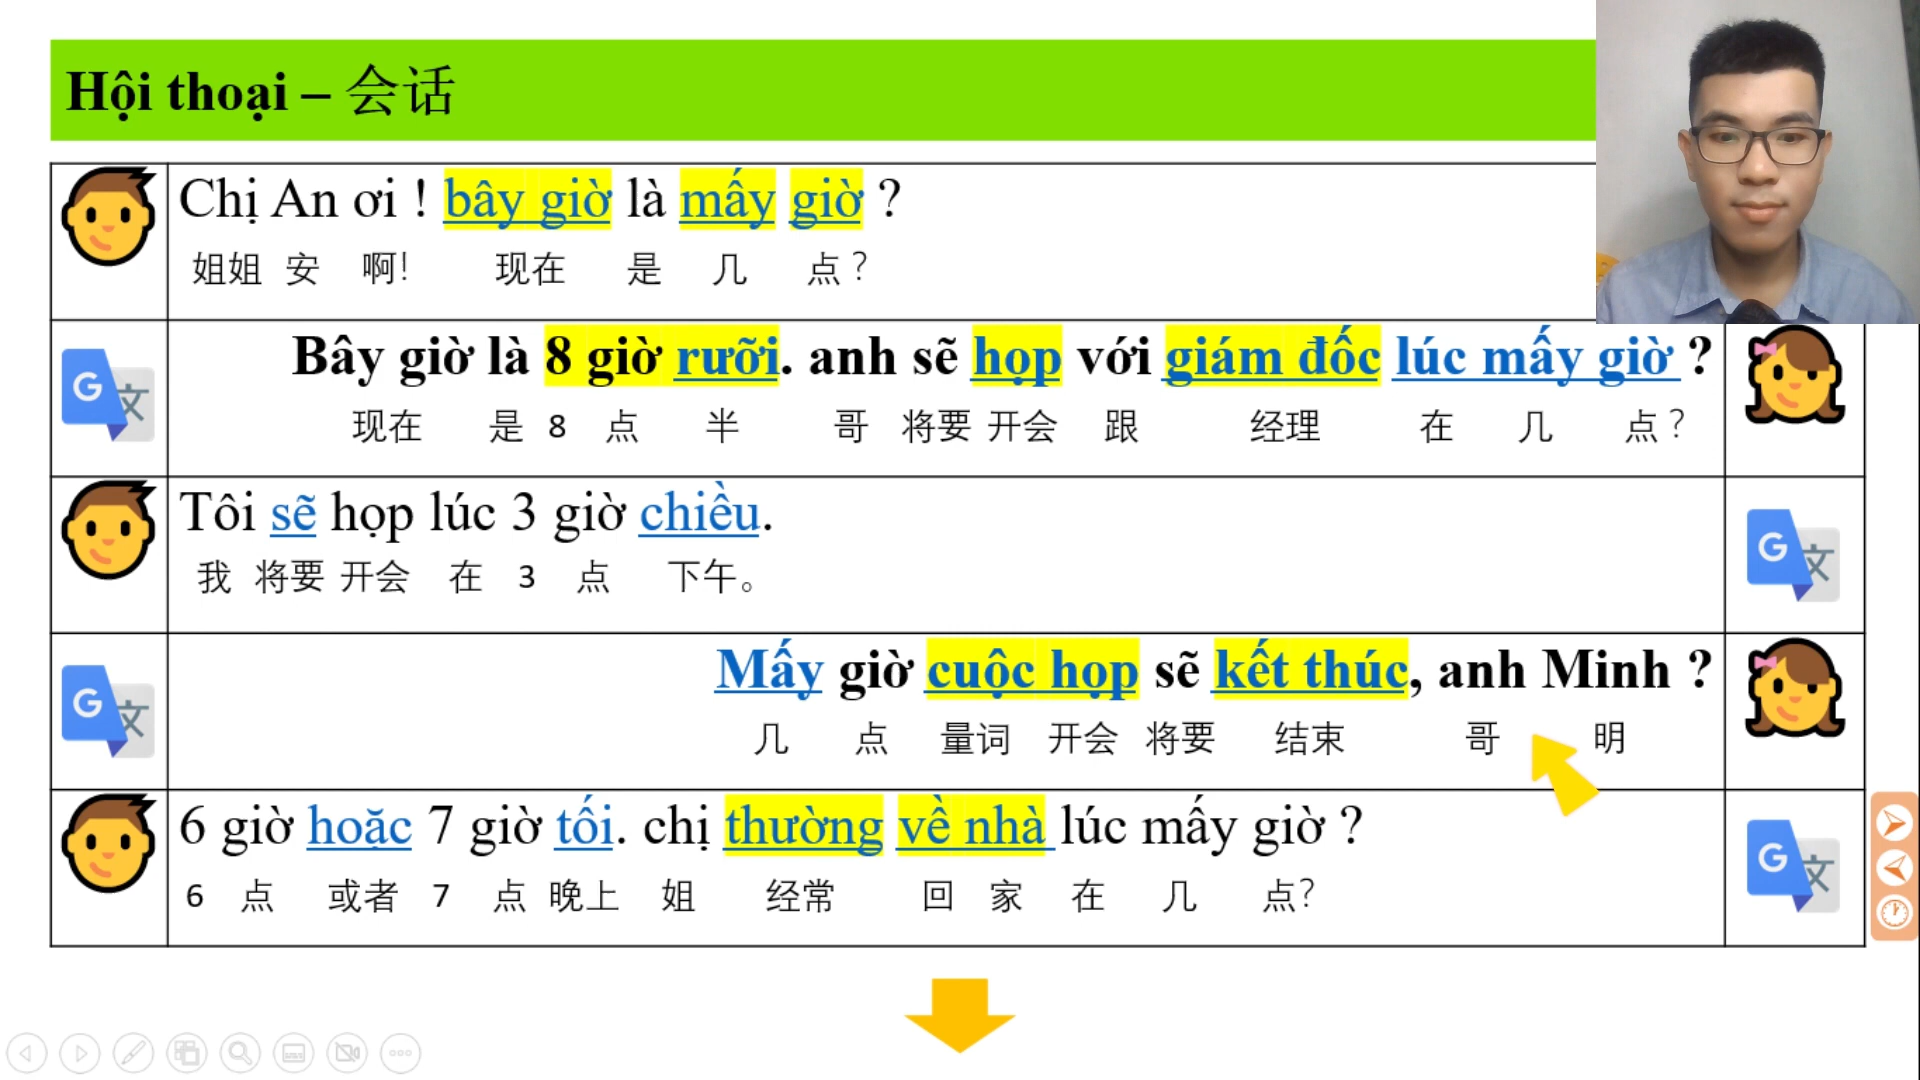 Hội thoại – 会话
Chị An ơi ! bây giờ là mấy giờ ?
姐姐 安 啊! 现在 是 几 点？
Bây giờ là 8 giờ rưỡi. anh sẽ họp với giám đốc lúc mấy giờ ?
现在 是 8 点 半 哥 将要 开会 跟 经理 在 几 点？
Tôi sẽ họp lúc 3 giờ chiều.
我 将要 开会 在 3 点 下午。
Mấy giờ cuộc họp sẽ kết thúc, anh Minh ?
几 点 量词 开会 将要 结束 哥 明
6 giờ hoặc 7 giờ tối. chị thường về nhà lúc mấy giờ ?
6 点 或者 7 点 晚上 姐 经常 回 家 在 几 点?